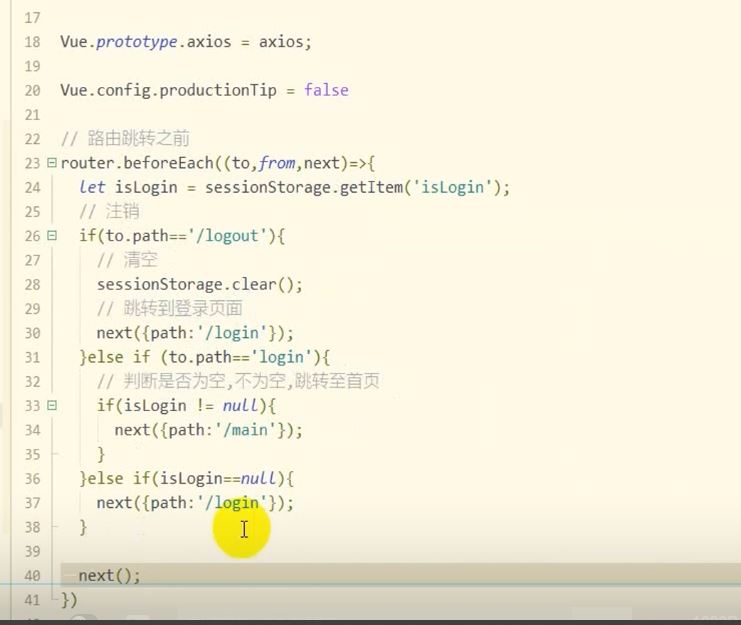 17
18 Vue.prototype.axios = axios;
19
20 Vue.config.productionTip = false
21
22 // 路由跳转之前
23 router.beforeEach((to,from,next)=>{
24 let isLogin = sessionStorage.getItem('isLogin');
25 // 注销
26 if(to.path=='/logout'){
27 // 清空
28 sessionStorage.clear();
29 // 跳转到登录页面
30 next({path:'/login'});
31 }else if (to.path=='login'){
32 // 判断是否为空,不为空,跳转至首页
33 if(isLogin != null){
34 next({path:'/main'});
35 }
36 }else if(isLogin==null){
37 next({path:'/login'});
38 }
39
40 next();
41 })